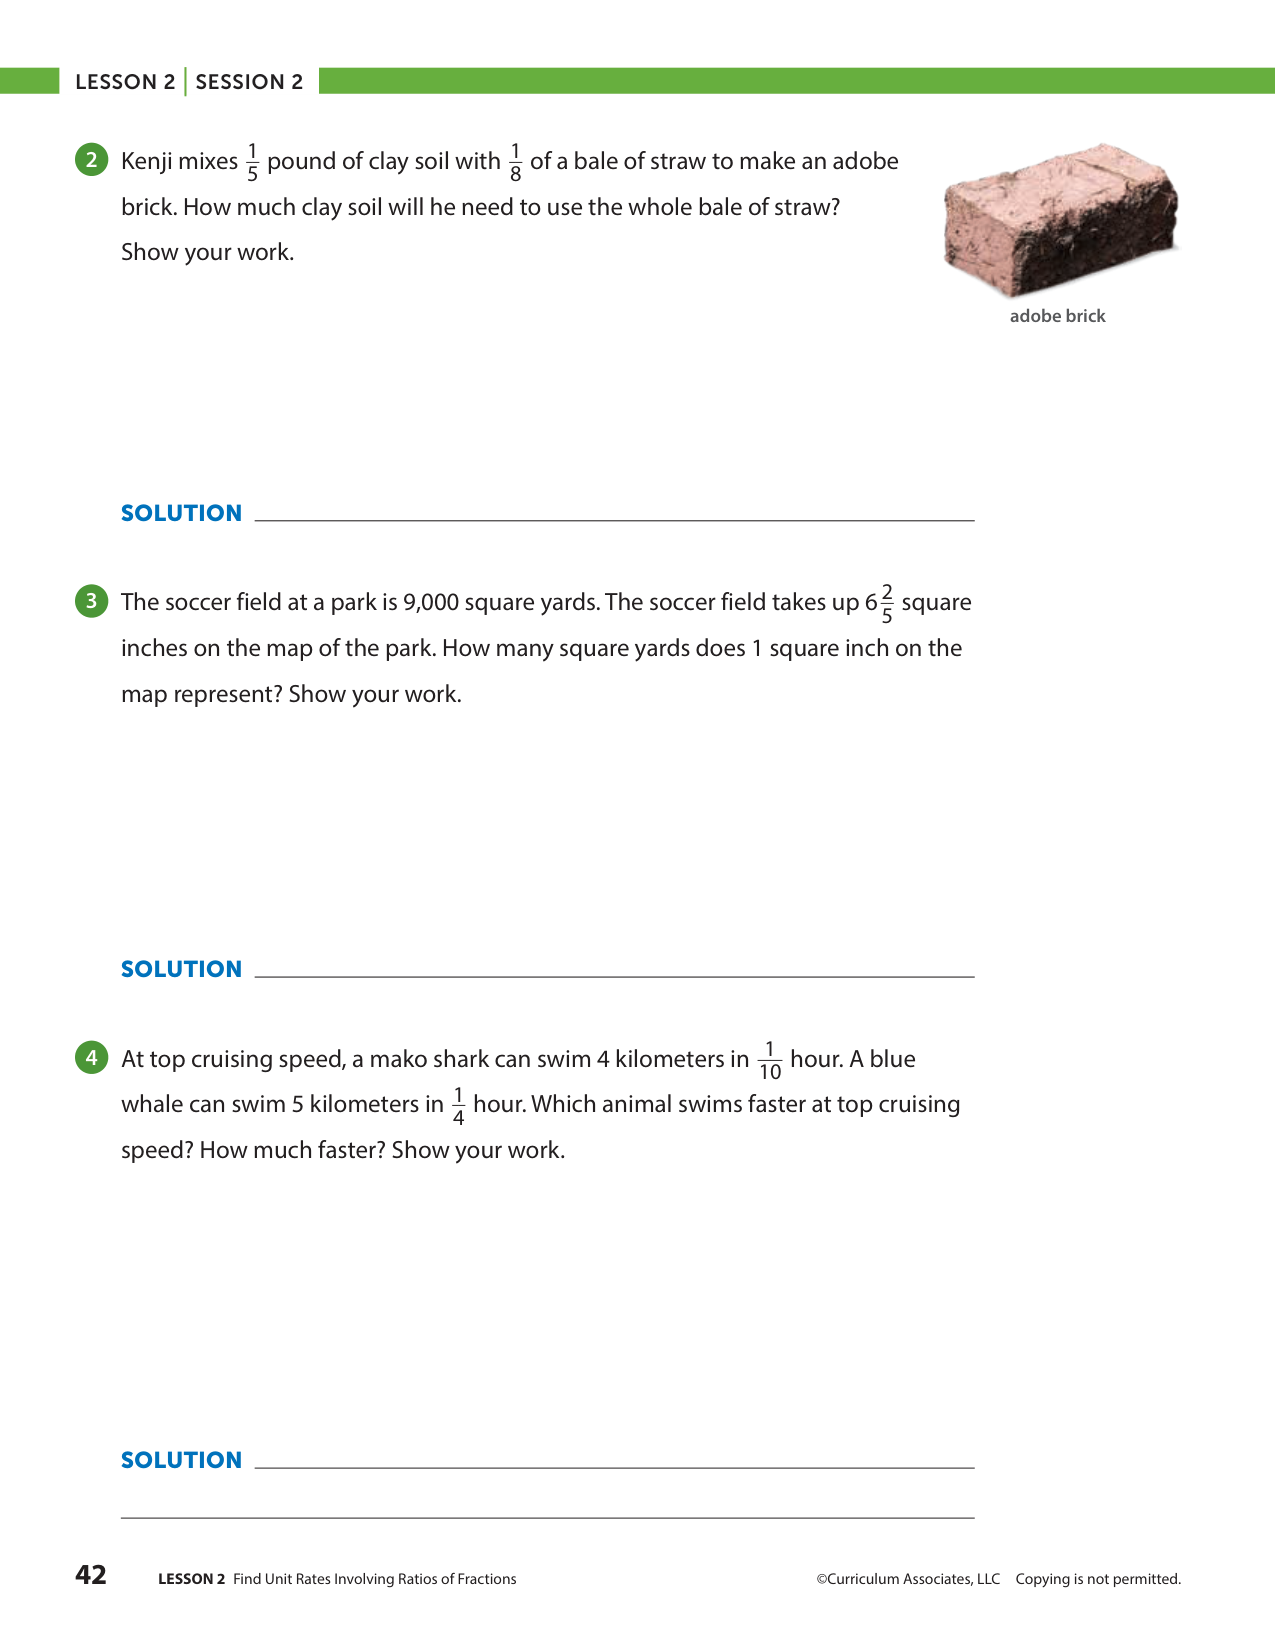 LESSON 2 | SESSION 2
2 Kenji mixes 1/5 pound of clay soil with 1/8 of a bale of straw to make an adobe
brick. How much clay soil will he need to use the whole bale of straw?
Show your work.
adobe brick
SOLUTION
3 The soccer field at a park is 9,000 square yards. The soccer field takes up 6 2/5 square
inches on the map of the park. How many square yards does 1 square inch on the
map represent? Show your work.
SOLUTION
4 At top cruising speed, a mako shark can swim 4 kilometers in 1/10 hour. A blue
whale can swim 5 kilometers in 1/4 hour. Which animal swims faster at top cruising
speed? How much faster? Show your work.
SOLUTION
42 LESSON 2 Find Unit Rates Involving Ratios of Fractions ©Curriculum Associates, LLC Copying is not permitted.